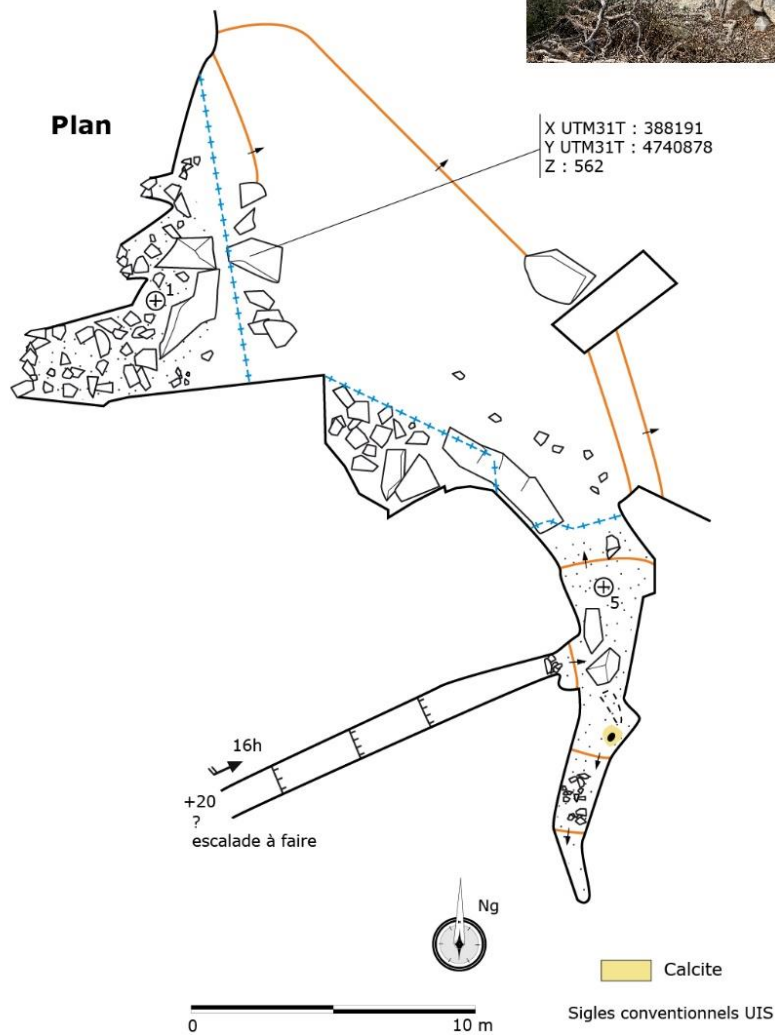 Plan
X UTM31T : 388191
Y UTM31T : 4740878
Z : 562
1
5
16h
+20
?
escalade à faire
Ng
Calcite
0
10 m
Sigles conventionnels UIS